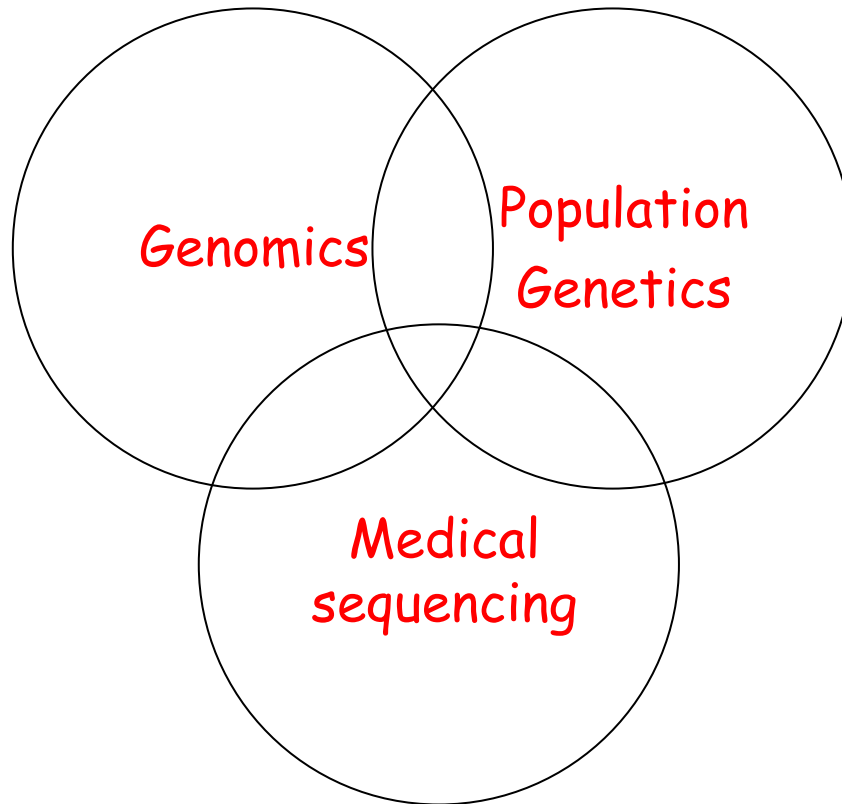 Genomics
Population
Genetics
Medical
sequencing